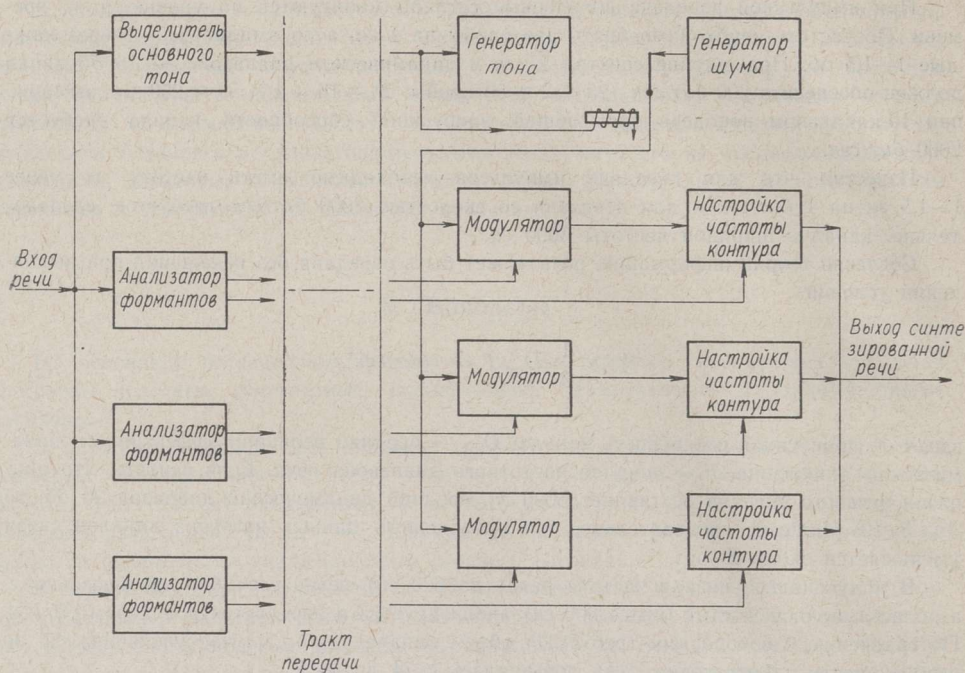 Выделитель
основного
тона
Генератор
тона
Генератор
шума
Вход
речи
Анализатор
формантов
Модулятор
Настройка
частоты
контура
Анализатор
формантов
Модулятор
Настройка
частоты
контура
Выход синте
зированной
речи
Анализатор
формантов
Модулятор
Настройка
частоты
контура
Тракт
передачи